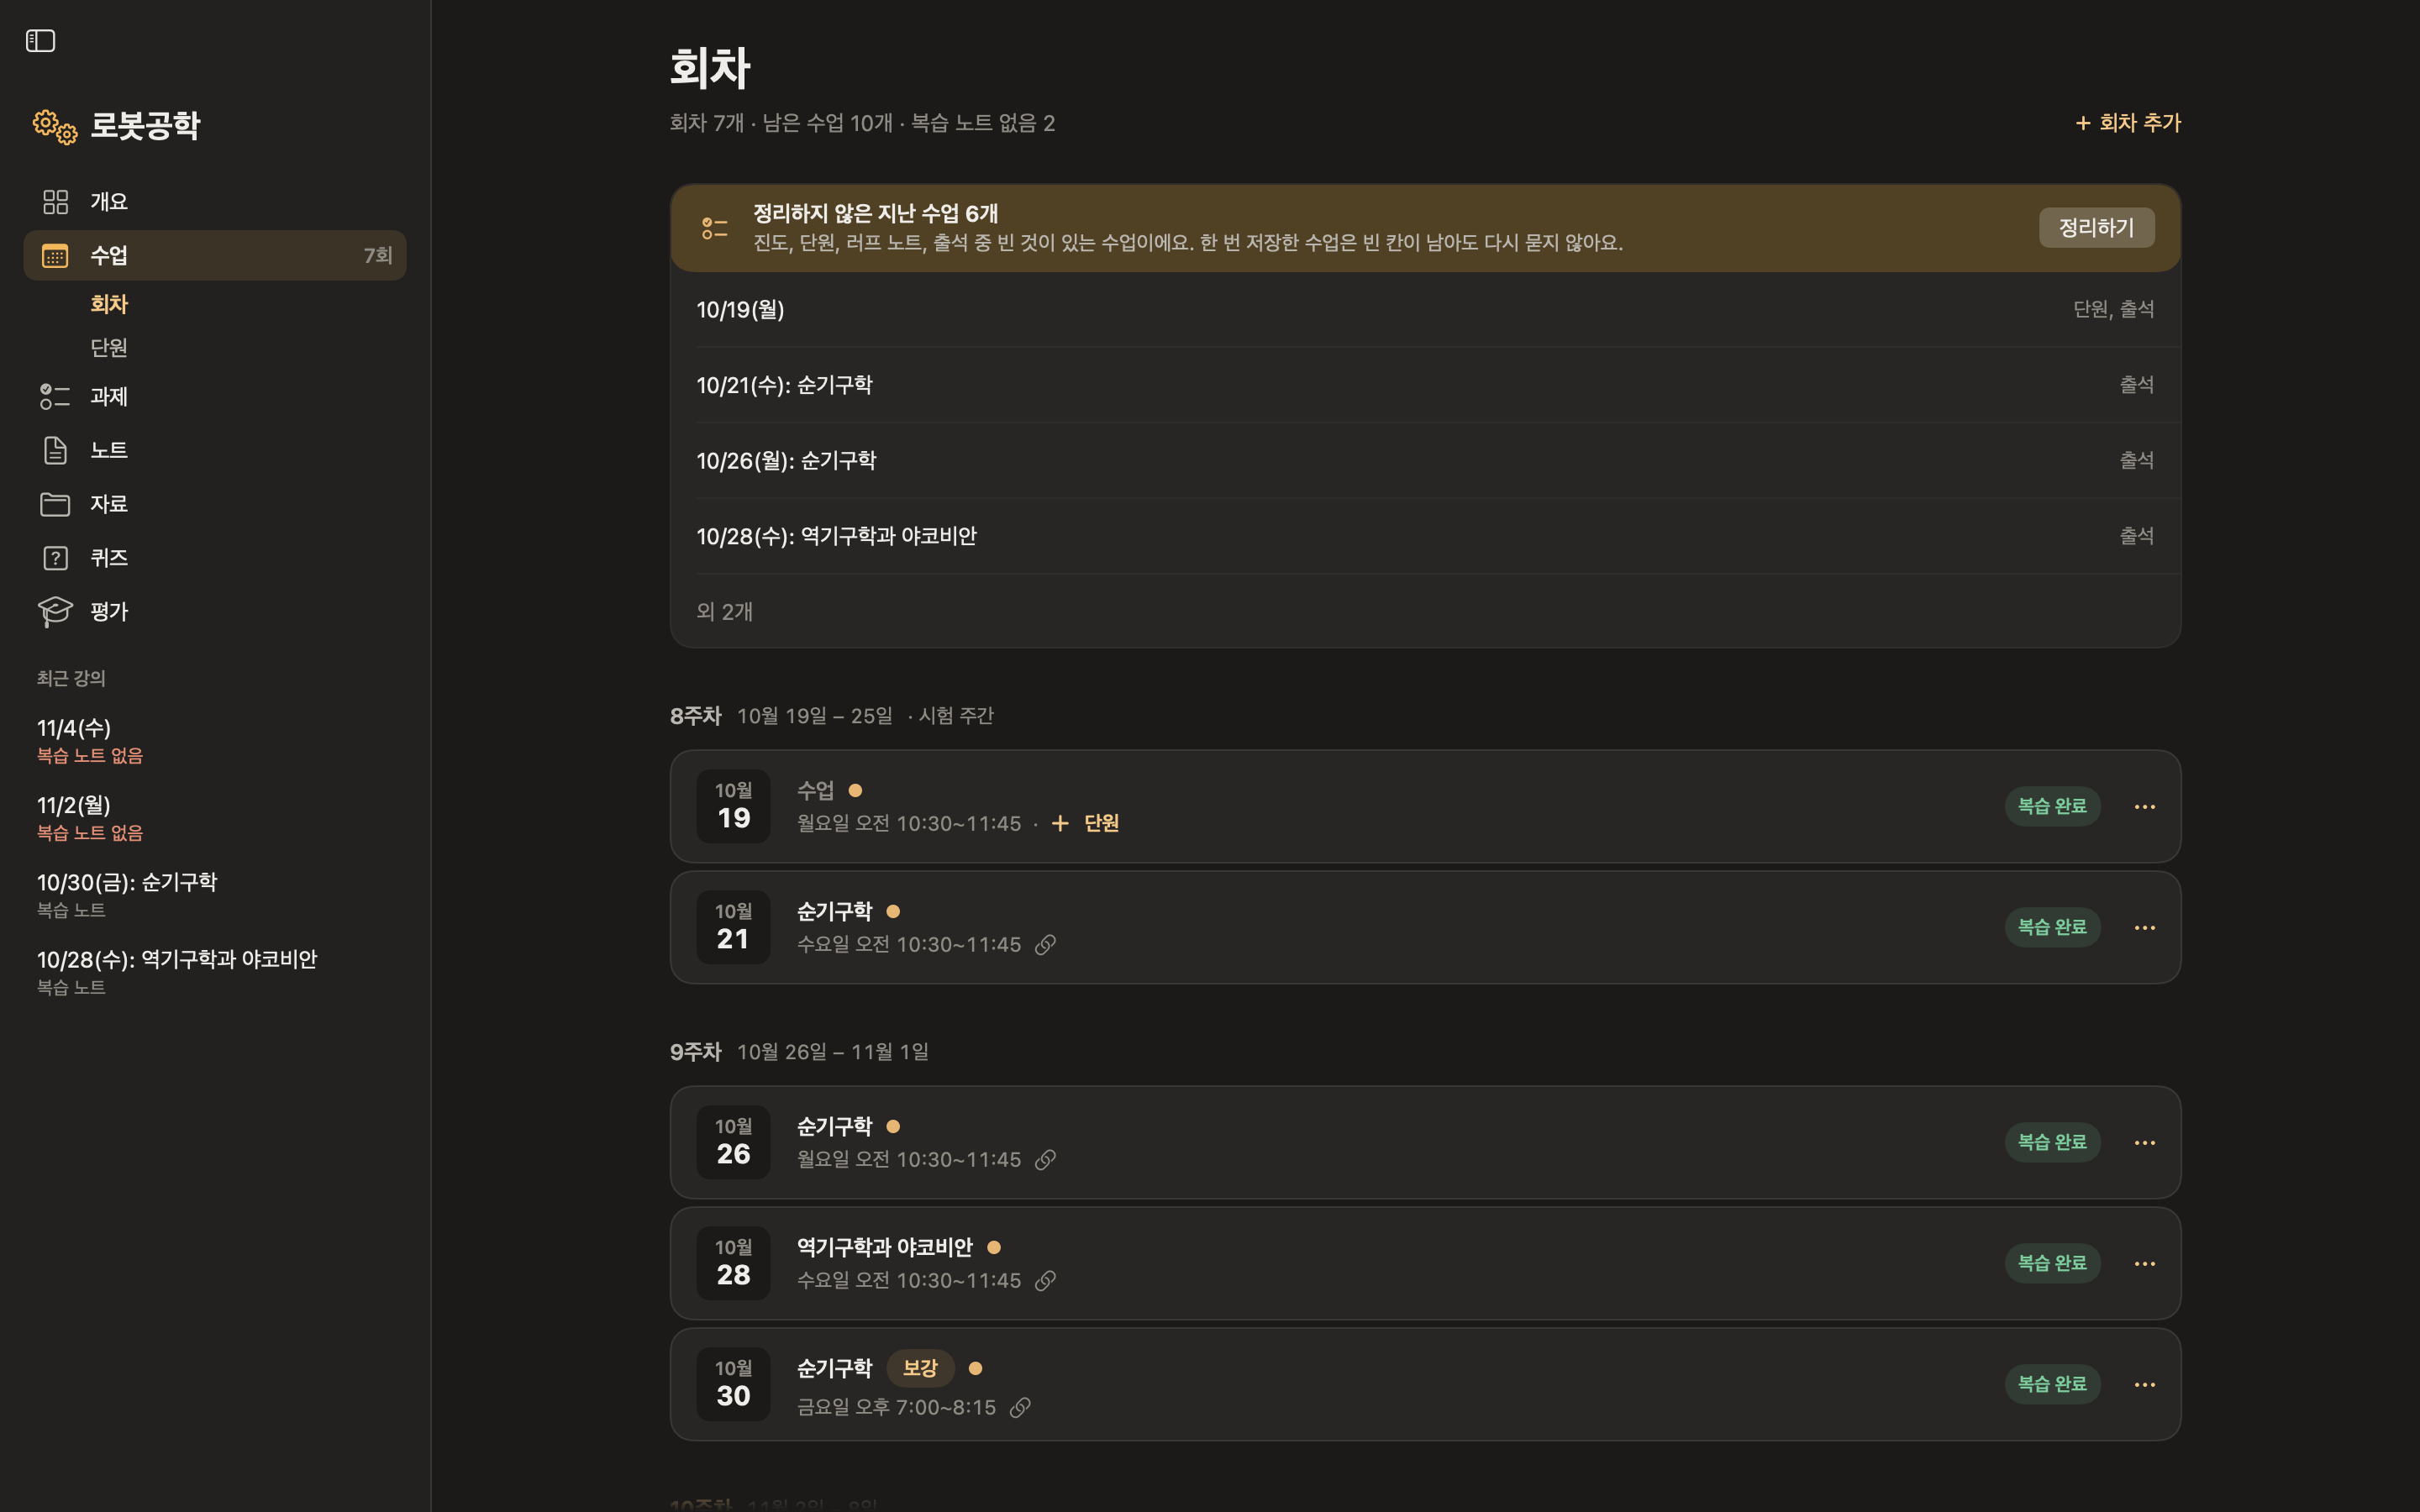 로봇공학
개요
수업 7회
회차
단원
과제
노트
자료
퀴즈
평가
최근 강의
11/4(수)
복습 노트 없음
11/2(월)
복습 노트 없음
10/30(금): 순기구학
복습 노트
10/28(수): 역기구학과 야코비안
복습 노트
회차
회차 7개 · 남은 수업 10개 · 복습 노트 없음 2
+ 회차 추가
정리하지 않은 지난 수업 6개
진도, 단원, 러프 노트, 출석 중 빈 것이 있는 수업이에요. 한 번 저장한 수업은 빈 칸이 남아도 다시 묻지 않아요.
정리하기
10/19(월) 단원, 출석
10/21(수): 순기구학 출석
10/26(월): 순기구학 출석
10/28(수): 역기구학과 야코비안 출석
외 2개
8주차 10월 19일 – 25일 · 시험 주간
10월
19
수업
월요일 오전 10:30~11:45 · + 단원
복습 완료
10월
21
순기구학
수요일 오전 10:30~11:45
복습 완료
9주차 10월 26일 – 11월 1일
10월
26
순기구학
월요일 오전 10:30~11:45
복습 완료
10월
28
역기구학과 야코비안
수요일 오전 10:30~11:45
복습 완료
10월
30
순기구학 보강
금요일 오후 7:00~8:15
복습 완료
10주차 11월 2일 – 8일